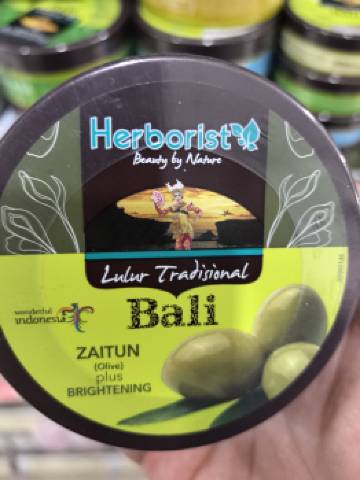 Herborist
Beauty by Nature
Lulur Tradisional
Bali
wonderful
indonesia
ZAITUN
(Olive)
plus
BRIGHTENING